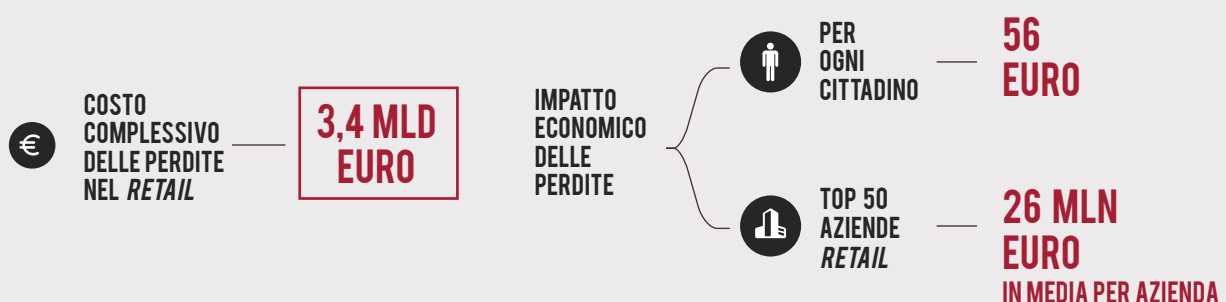 €
COSTO
COMPLESSIVO
DELLE PERDITE
NEL RETAIL
3,4 MLD
EURO
IMPATTO
ECONOMICO
DELLE
PERDITE
PER
OGNI
CITTADINO
56
EURO
TOP 50
AZIENDE
RETAIL
26 MLN
EURO
IN MEDIA PER AZIENDA